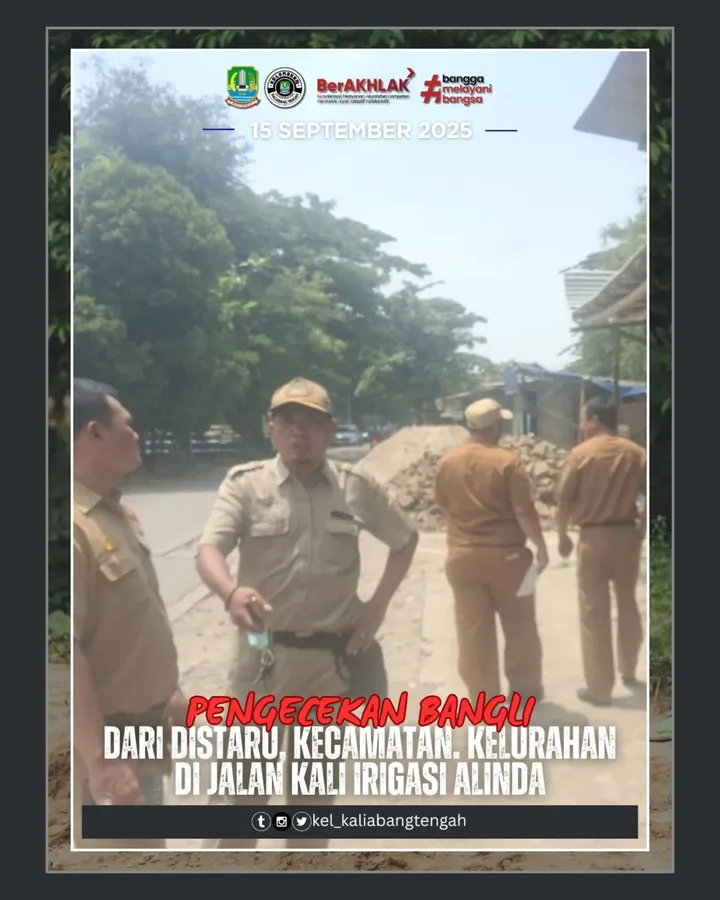 BerAKHLAK
#bangga
melayani
bangsa
15 SEPTEMBER 2025
PENGECEKAN BANGLI
DARI DISTARU, KECAMATAN. KELURAHAN
DI JALAN KALI IRIGASI ALINDA
kel_kaliabangtengah